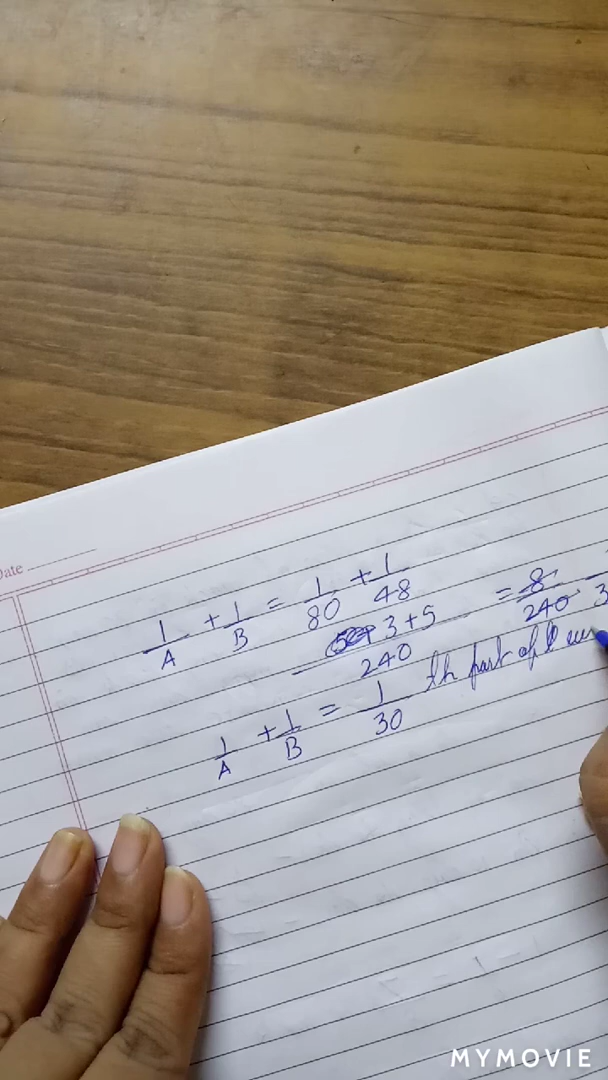 Date
1/A + 1/B = 1/80 + 1/48
3+5/240 = 8/240
1/A + 1/B = 1/30 th part of
MYMOVIE